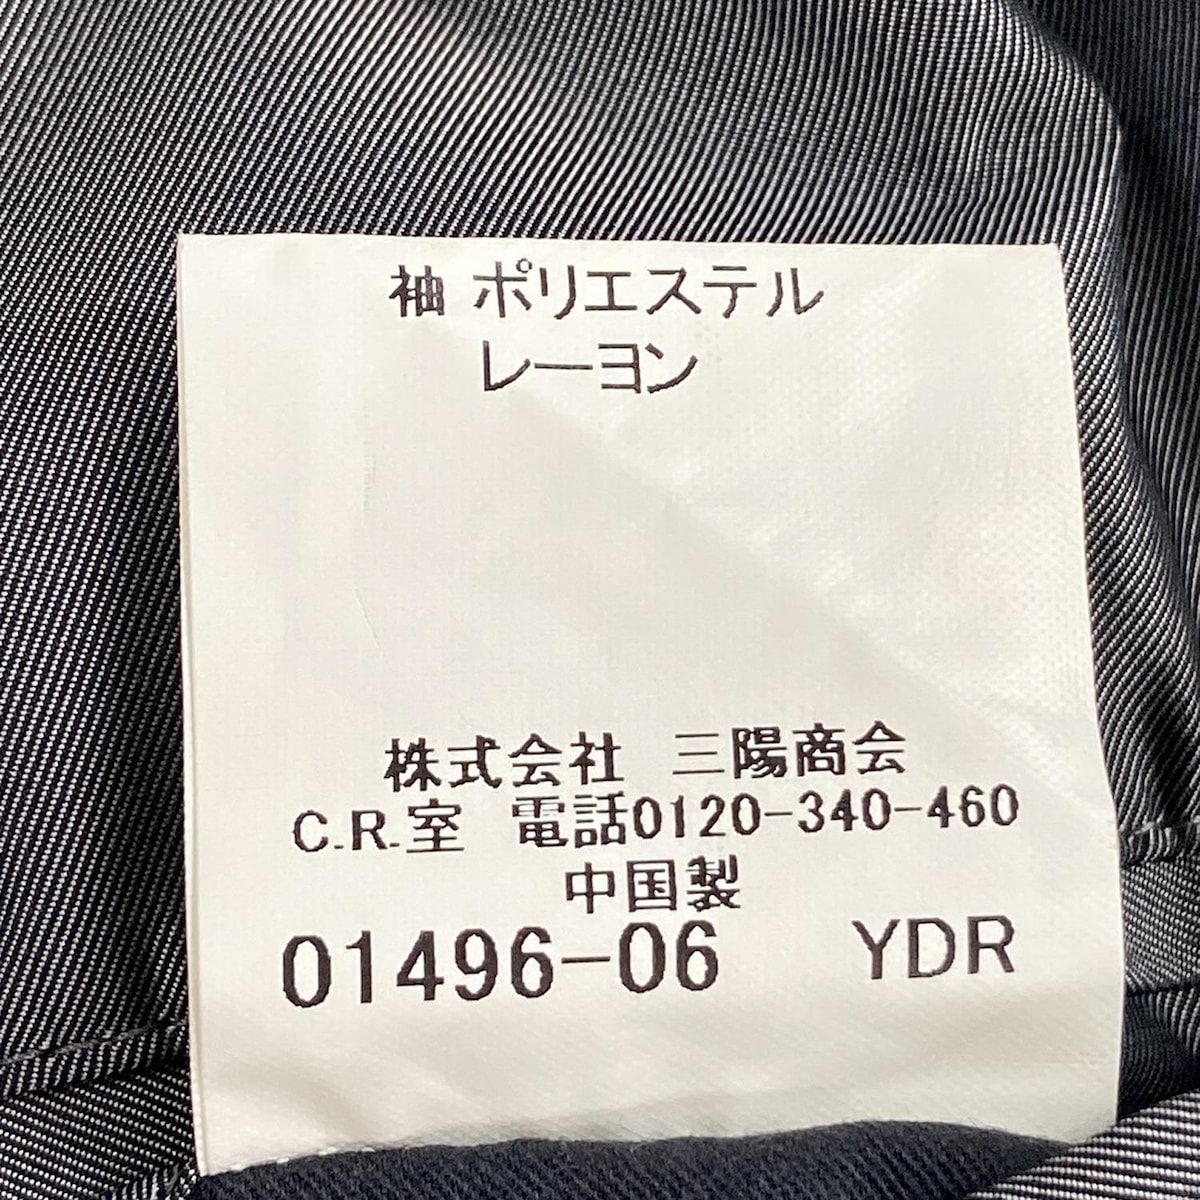 袖 ポリエステル
レーヨン
株式会社 三陽商会
C.R.室 電話0120-340-460
中国製
01496-06 YDR